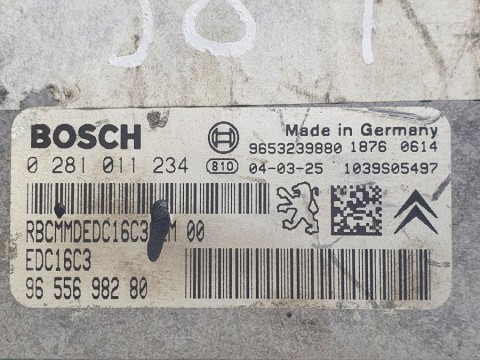 BOSCH
Made in Germany
9653239880 1876 0614
0 281 011 234 810 04-03-25 1039S05497
RBCMMDEDC16C3 M 00
EDC16C3
96 556 982 80